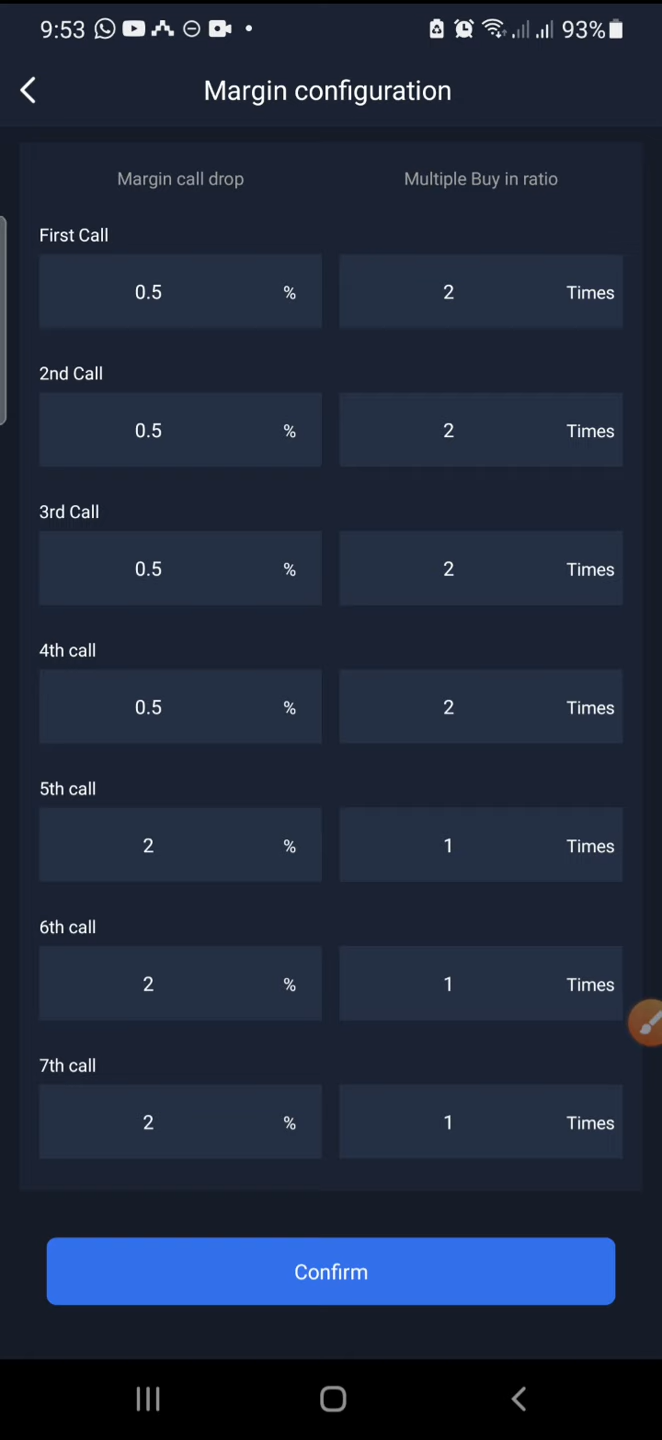 9:53 93%
Margin configuration
Margin call drop Multiple Buy in ratio
First Call
0.5 % 2 Times
2nd Call
0.5 % 2 Times
3rd Call
0.5 % 2 Times
4th call
0.5 % 2 Times
5th call
2 % 1 Times
6th call
2 % 1 Times
7th call
2 % 1 Times
Confirm